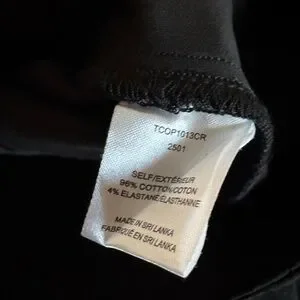 TCOP1013CR
2501
SELF/EXTÉRIEUR
96% COTTON/COTON
4% ELASTANE/ÉLASTHANNE
MADE IN SRI LANKA
FABRIQUÉ EN SRI LANKA